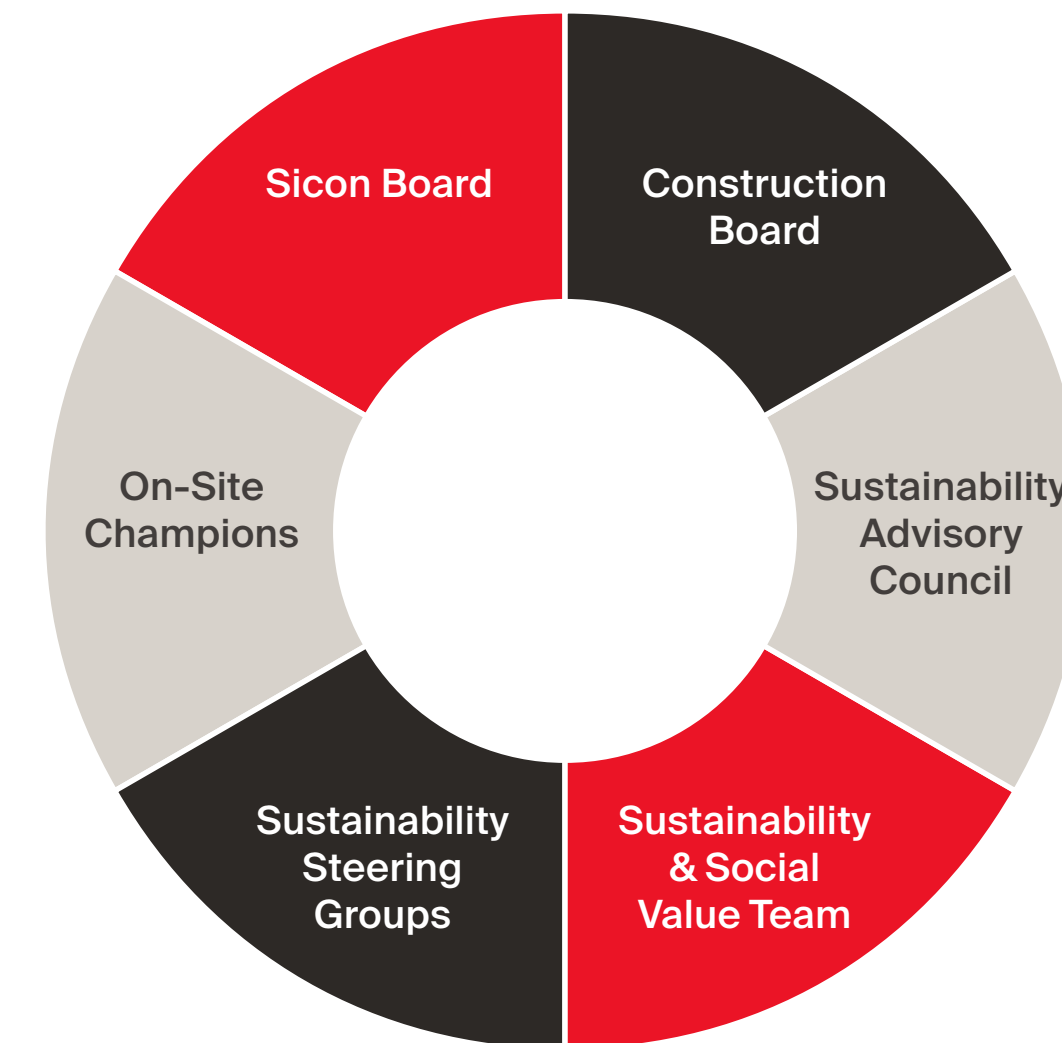 Sicon Board
Construction
Board
Sustainability
Advisory
Council
Sustainability
& Social
Value Team
Sustainability
Steering
Groups
On-Site
Champions